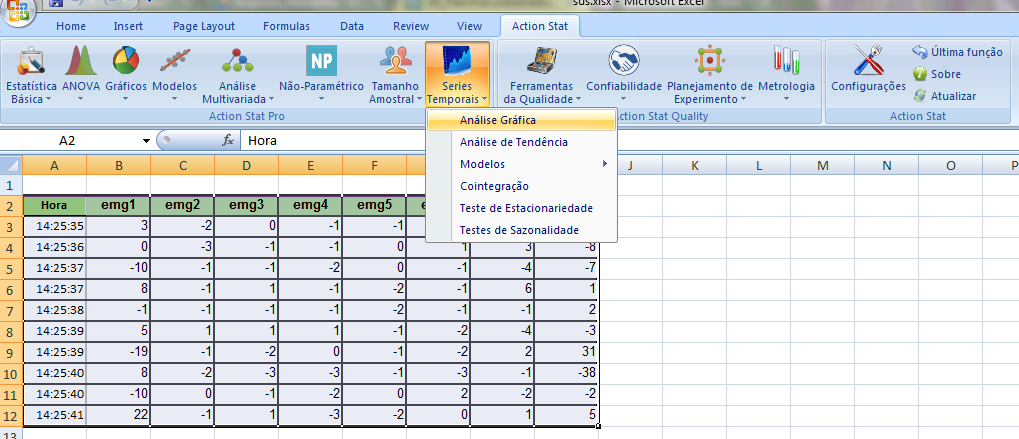 sus.xlsx - Microsoft Excel
Home Insert Page Layout Formulas Data Review View Action Stat
Estatística Básica ANOVA Gráficos Modelos Análise Multivariada Não-Paramétrico Tamanho Amostral Series Temporais Ferramentas da Qualidade Confiabilidade Planejamento de Experimento Metrologia Configurações
NP
Última função
Sobre
Atualizar
Action Stat Pro Action Stat Quality Action Stat
A2 fx Hora
Análise Gráfica
Análise de Tendência
Modelos
Cointegração
Teste de Estacionariedade
Testes de Sazonalidade
A B C D E F J K L M N O P
1
2 Hora emg1 emg2 emg3 emg4 emg5
3 14:25:35 3 -2 0 -1 -1
4 14:25:36 0 -3 -1 -1 0 1 3 -8
5 14:25:37 -10 -1 -1 -2 0 -1 -4 -7
6 14:25:37 8 -1 1 -1 -2 -1 6 1
7 14:25:38 -1 -1 -1 -1 -2 -1 -1 2
8 14:25:39 5 1 1 1 -1 -2 -4 -3
9 14:25:39 -19 -1 -2 0 -1 -2 2 31
10 14:25:40 8 -2 -3 -3 -1 -3 -1 -38
11 14:25:40 -10 0 -1 -2 0 2 -2 -2
12 14:25:41 22 -1 1 -3 -2 0 1 5
13